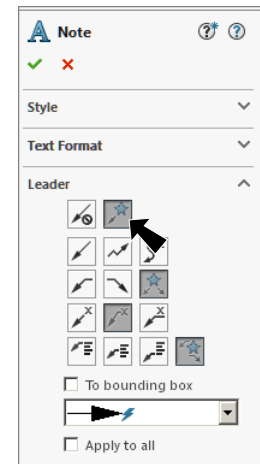 Note
Style
Text Format
Leader
To bounding box
Apply to all